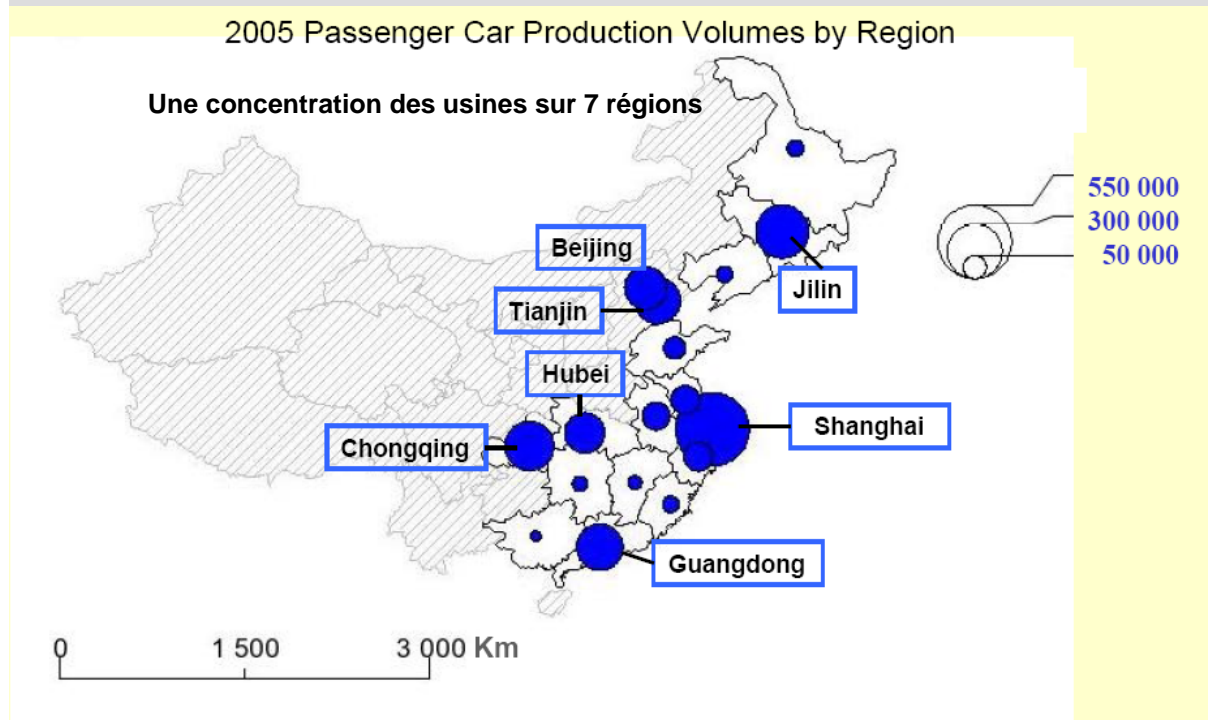 2005 Passenger Car Production Volumes by Region
Une concentration des usines sur 7 régions
550 000
300 000
50 000
Beijing
Jilin
Tianjin
Hubei
Shanghai
Chongqing
Guangdong
0 1 500 3 000 Km